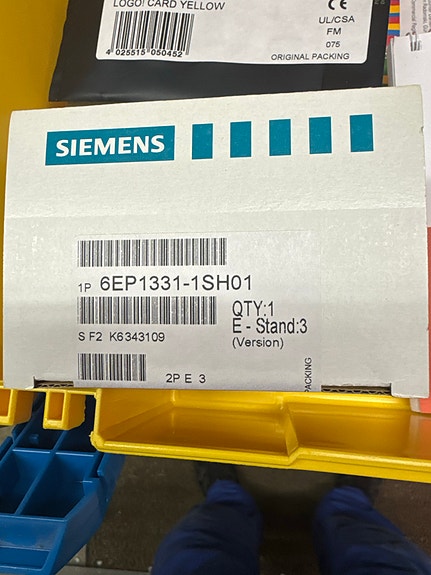 LOGO! CARD YELLOW
4 025515 050452
UL/CSA
FM
075
ORIGINAL PACKING
SIEMENS
1P 6EP1331-1SH01
QTY:1
E - Stand:3
(Version)
S F2 K6343109
2P E 3
PACKING